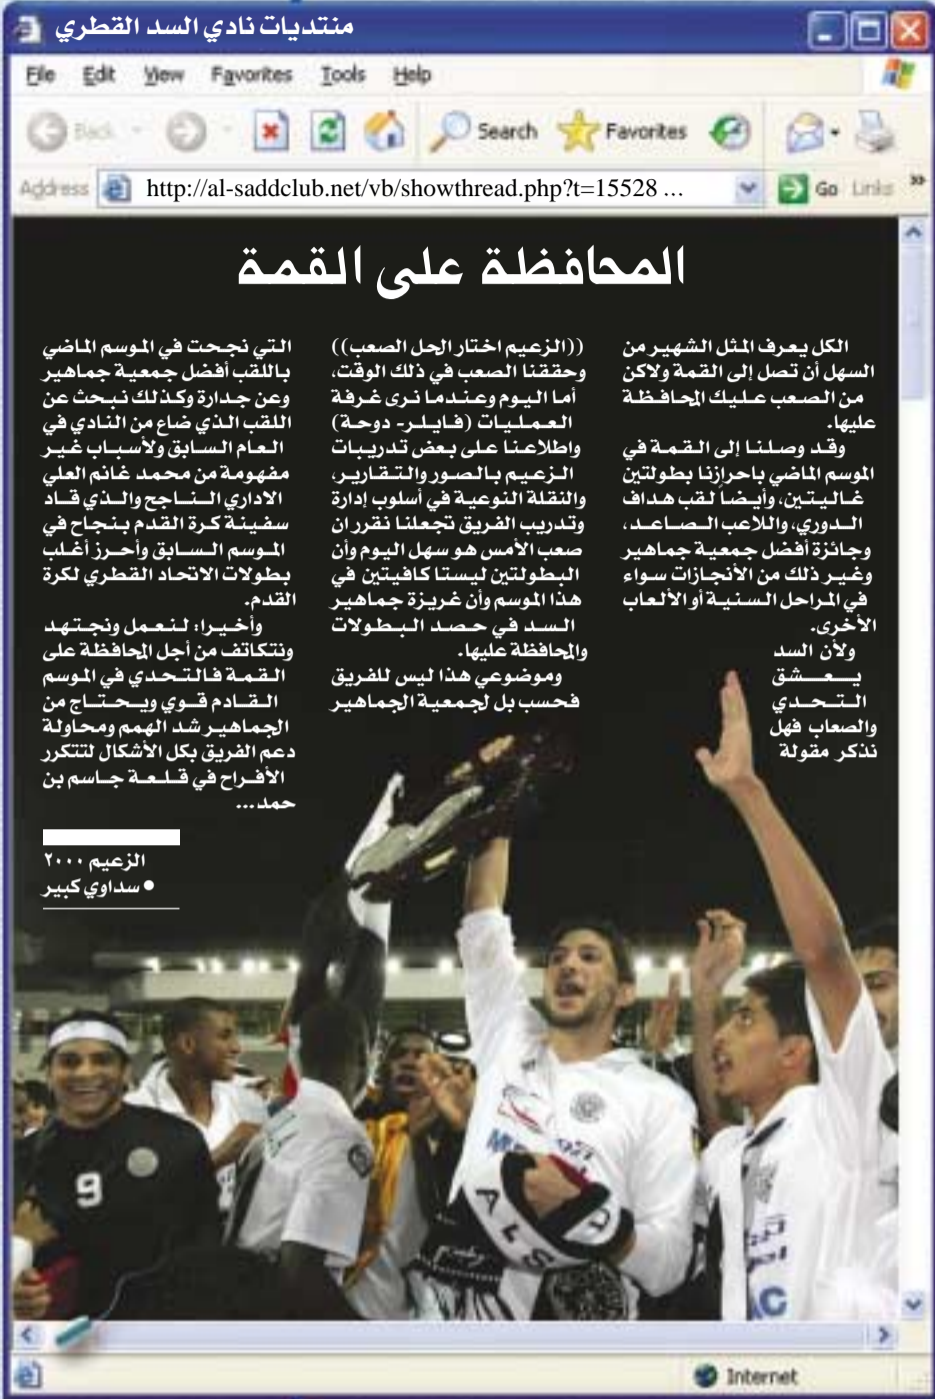 منتديات نادي السد القطري
File Edit View Favorites Tools Help
Back Search Favorites
Address http://al-saddclub.net/vb/showthread.php?t=15528 ... Go Links »
المحافظة على القمة
الكل يعرف المثل الشهير من
السهل أن تصل إلى القمة ولاكن
من الصعب عليك المحافظة
عليها.
وقد وصلنا إلى القمة في
الموسم الماضي باحرازنا بطولتين
غاليتين، وأيضاً لقب هداف
الدوري، واللاعب الصاعد،
وجائزة أفضل جمعية جماهير
وغير ذلك من الأنجازات سواء
في المراحل السنية أو الألعاب
الأخرى.
ولأن السد
يعشق
التحدي
والصعاب فهل
نذكر مقولة
((الزعيم اختار الحل الصعب))
وحققنا الصعب في ذلك الوقت،
أما اليوم وعندما نرى غرفة
العمليات (فايلر- دوحة)
واطلاعنا على بعض تدريبات
الزعيم بالصور والتقارير،
والنقلة النوعية في أسلوب إدارة
وتدريب الفريق تجعلنا نقرر ان
صعب الأمس هو سهل اليوم وأن
البطولتين ليستا كافيتين في
هذا الموسم وأن غريزة جماهير
السد في حصد البطولات
والمحافظة عليها.
وموضوعي هذا ليس للفريق
فحسب بل لجمعية الجماهير
التي نجحت في الموسم الماضي
باللقب أفضل جمعية جماهير
وعن جدارة وكذلك نبحث عن
اللقب الذي ضاع من النادي في
العام السابق ولأسباب غير
مفهومة من محمد غانم العلي
الاداري الناجح والذي قاد
سفينة كرة القدم بنجاح في
الموسم السابق وأحرز أغلب
بطولات الاتحاد القطري لكرة
القدم.
وأخيرا: لنعمل ونجتهد
ونتكاتف من أجل المحافظة على
القمة فالتحدي في الموسم
القادم قوي ويحتاج من
الجماهير شد الهمم ومحاولة
دعم الفريق بكل الأشكال لتتكرر
الأفراح في قلعة جاسم بن
حمد...
الزعيم ٢٠٠٠
● سداوي كبير
9
ALS
D
AC
Internet